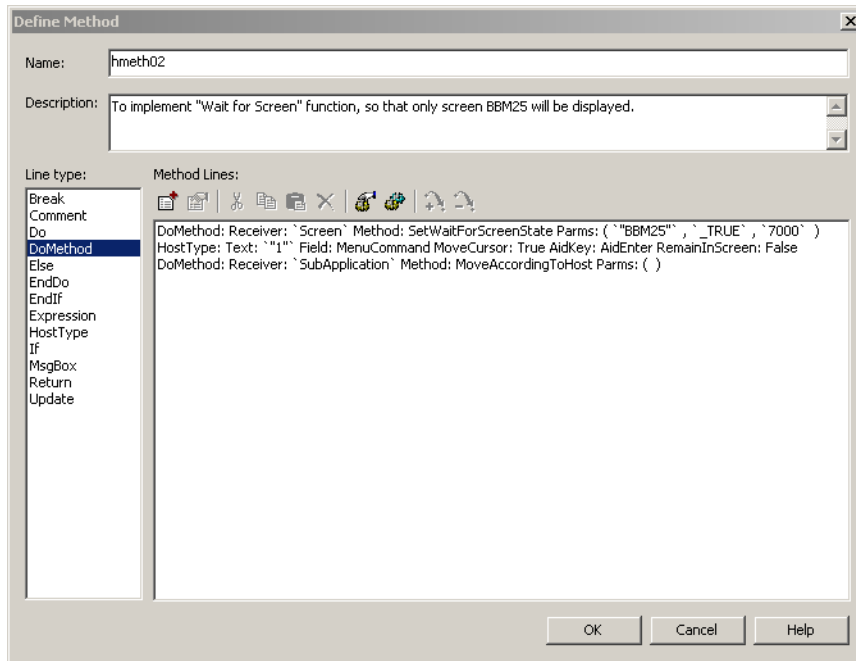 Define Method
Name:
hmeth02
Description:
To implement "Wait for Screen" function, so that only screen BBM25 will be displayed.
Line type:
Method Lines:
Break
Comment
Do
DoMethod
Else
EndDo
EndIf
Expression
HostType
If
MsgBox
Return
Update
DoMethod: Receiver: `Screen` Method: SetWaitForScreenState Parms: ( `"BBM25"` , `_TRUE` , `7000` )
HostType: Text: `"1"` Field: MenuCommand MoveCursor: True AidKey: AidEnter RemainInScreen: False
DoMethod: Receiver: `SubApplication` Method: MoveAccordingToHost Parms: ( )
OK
Cancel
Help